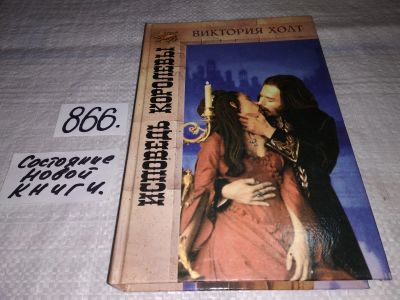 866.
Состояние
Новой
книги.
ВИКТОРИЯ ХОЛТ
ИСПОВЕДЬ КОРОЛЕВЫ